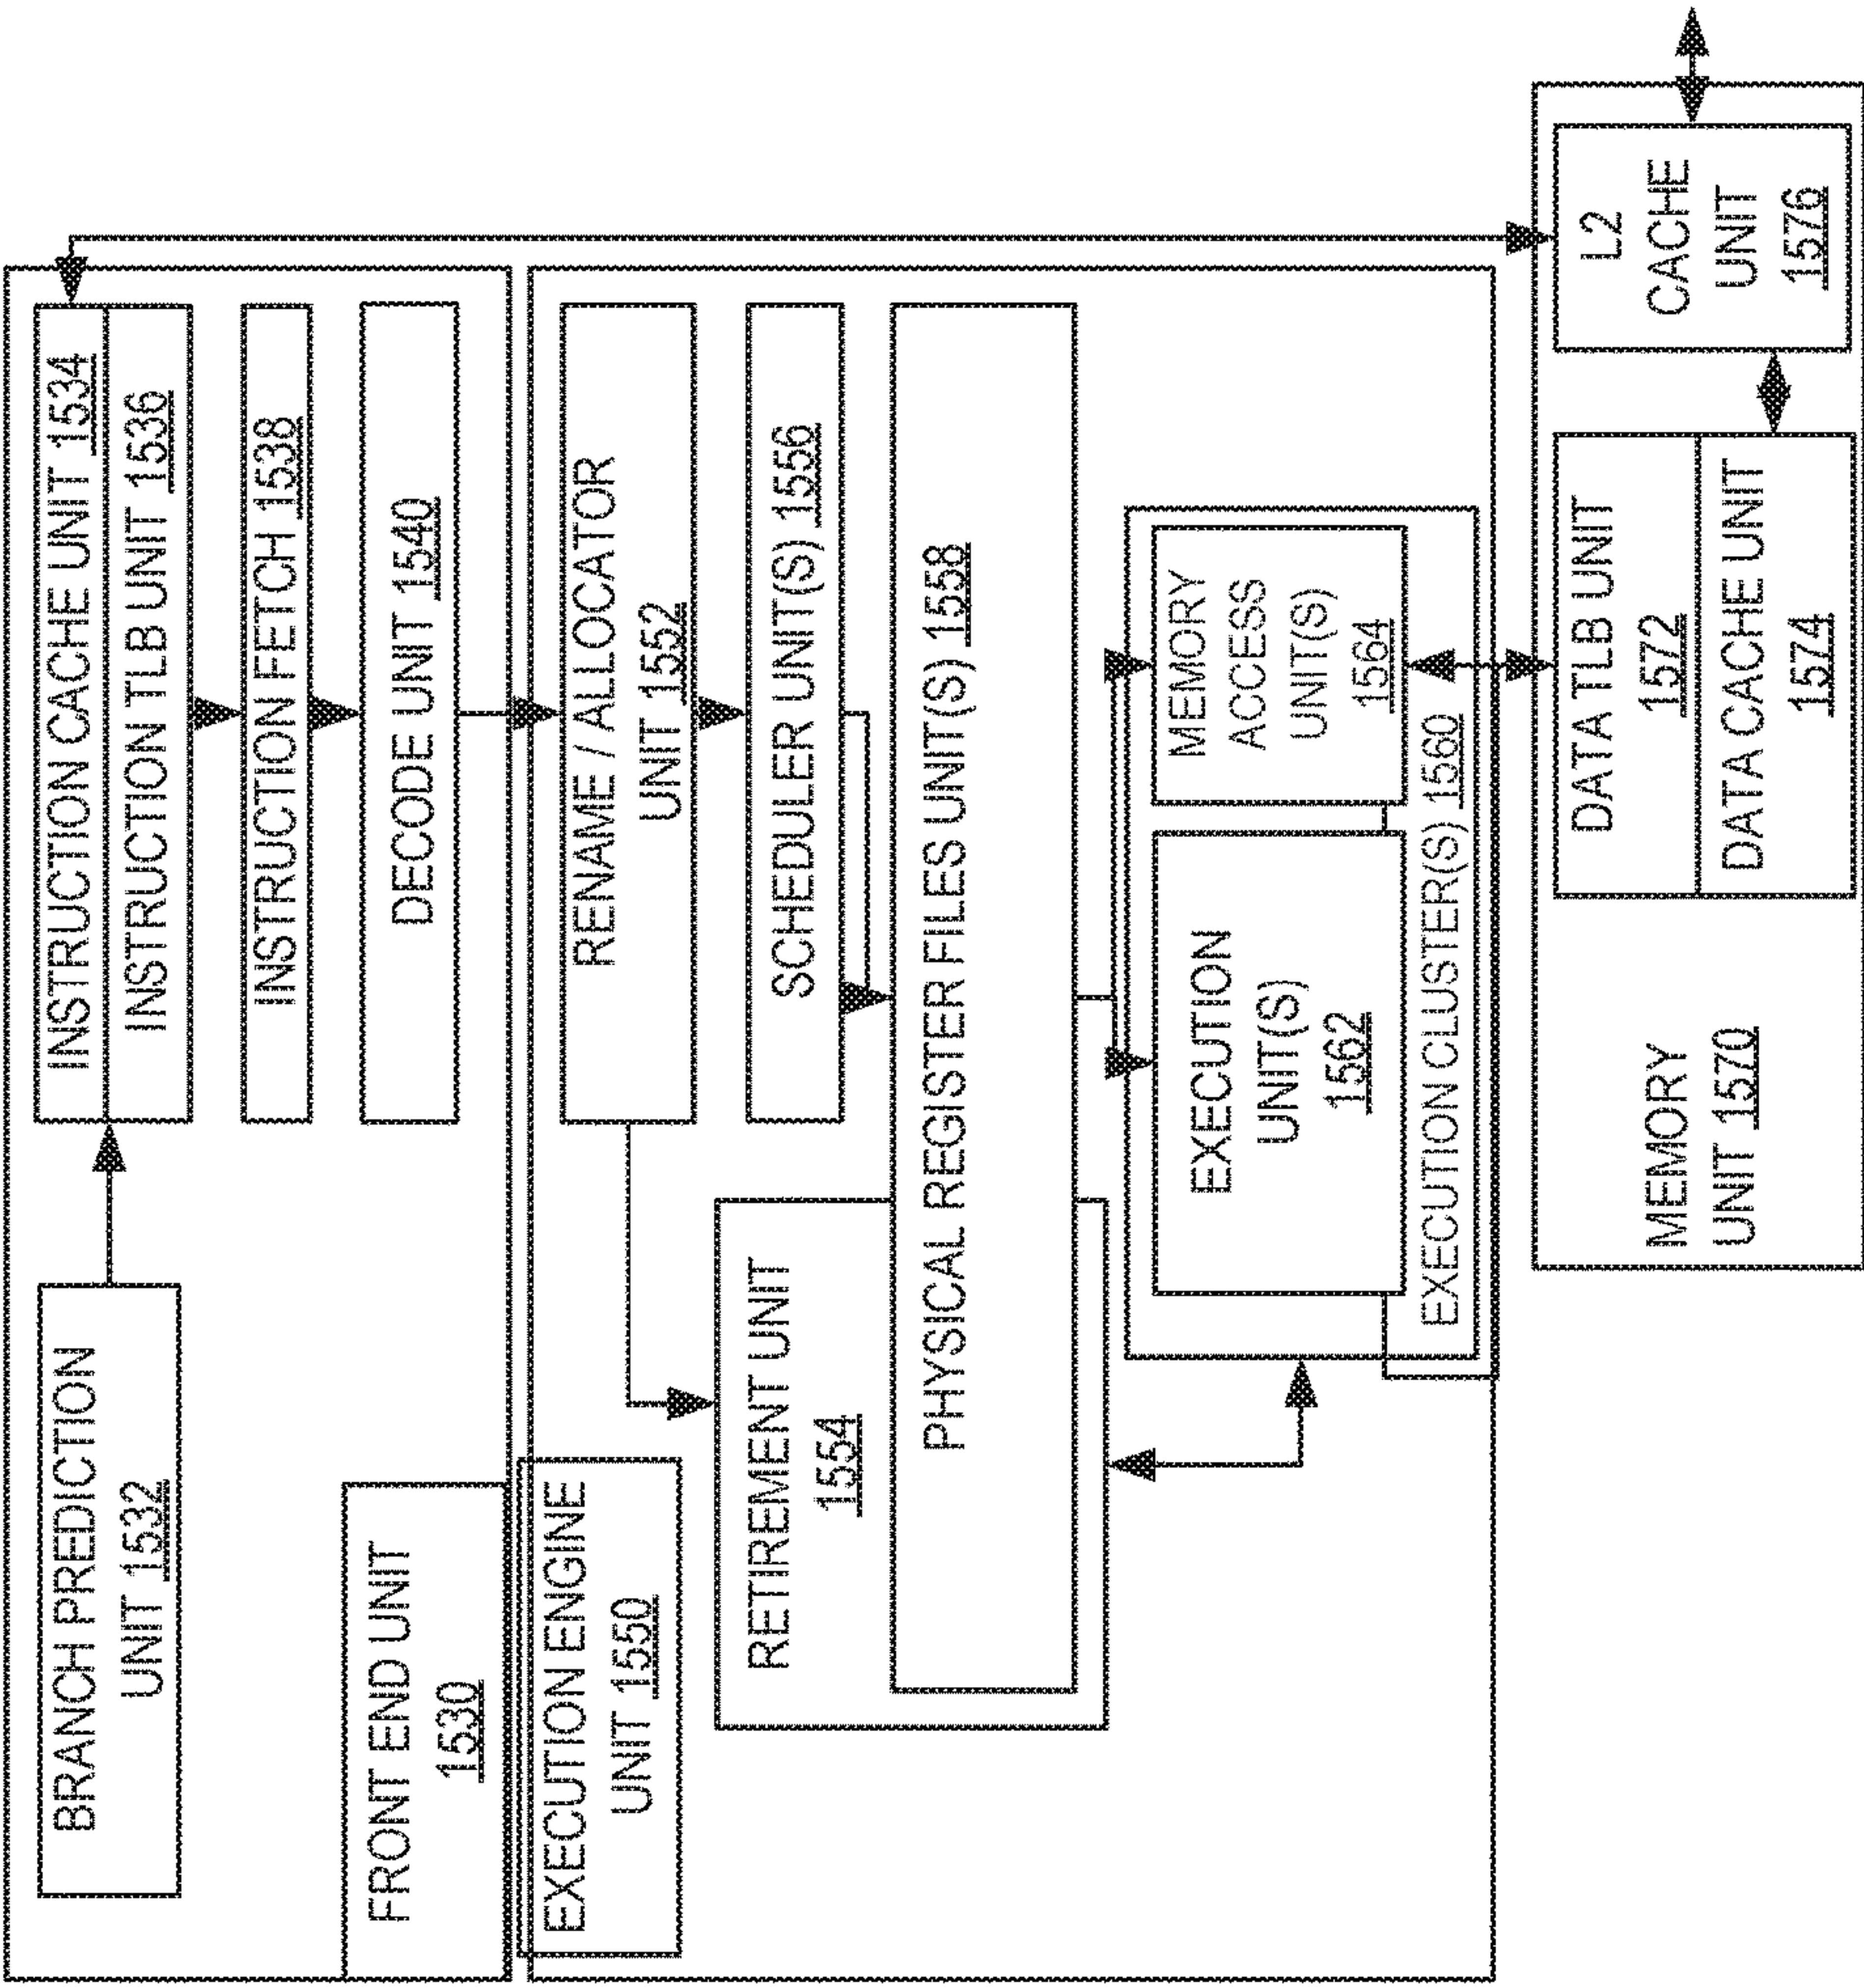 BRANCH PREDICTION
UNIT 1532
INSTRUCTION CACHE UNIT 1534
INSTRUCTION TLB UNIT 1536
INSTRUCTION FETCH 1538
DECODE UNIT 1540
FRONT END UNIT
1530
EXECUTION ENGINE
UNIT 1550
RENAME / ALLOCATOR
UNIT 1552
RETIREMENT UNIT
1554
SCHEDULER UNIT(S) 1556
PHYSICAL REGISTER FILES UNIT(S) 1558
EXECUTION
UNIT(S)
1562
MEMORY
ACCESS
UNIT(S)
1564
EXECUTION CLUSTER(S) 1560
MEMORY
UNIT 1570
DATA TLB UNIT
1572
DATA CACHE UNIT
1574
L2
CACHE
UNIT
1576